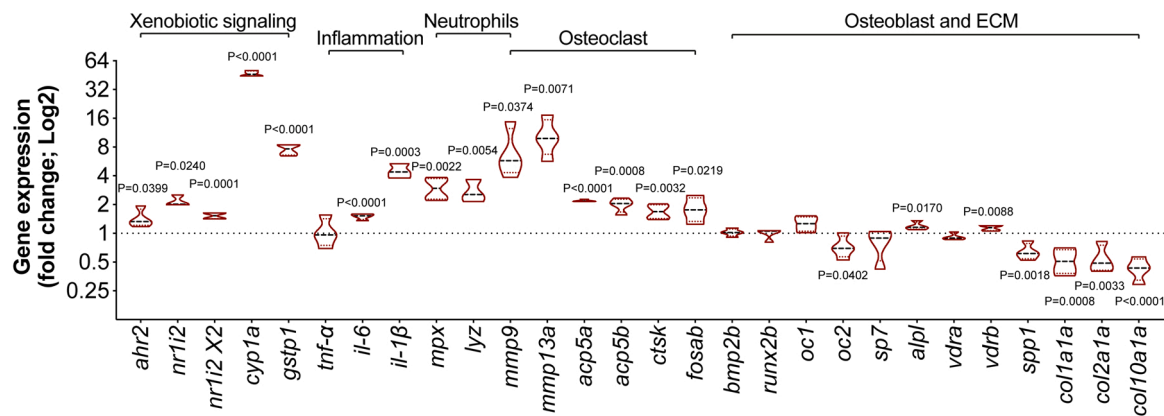 Xenobiotic signaling
Neutrophils
Osteoblast and ECM
Inflammation
Osteoclast
Gene expression
(fold change; Log2)
64
32
16
8
4
2
1
0.5
0.25
P=0.0399
P=0.0240
P=0.0001
P<0.0001
P<0.0001
P<0.0001
P=0.0003
P=0.0022
P=0.0054
P=0.0374
P=0.0071
P<0.0001
P=0.0008
P=0.0032
P=0.0219
P=0.0402
P=0.0170
P=0.0088
P=0.0018
P=0.0008
P=0.0033
P<0.0001
ahr2
nr1i2
nr1i2 X2
cyp1a
gstp1
tnf-α
il-6
il-1β
mpx
lyz
mmp9
mmp13a
acp5a
acp5b
ctsk
fosab
bmp2b
runx2b
oc1
oc2
sp7
alpl
vdra
vdrb
spp1
col1a1a
col2a1a
col10a1a